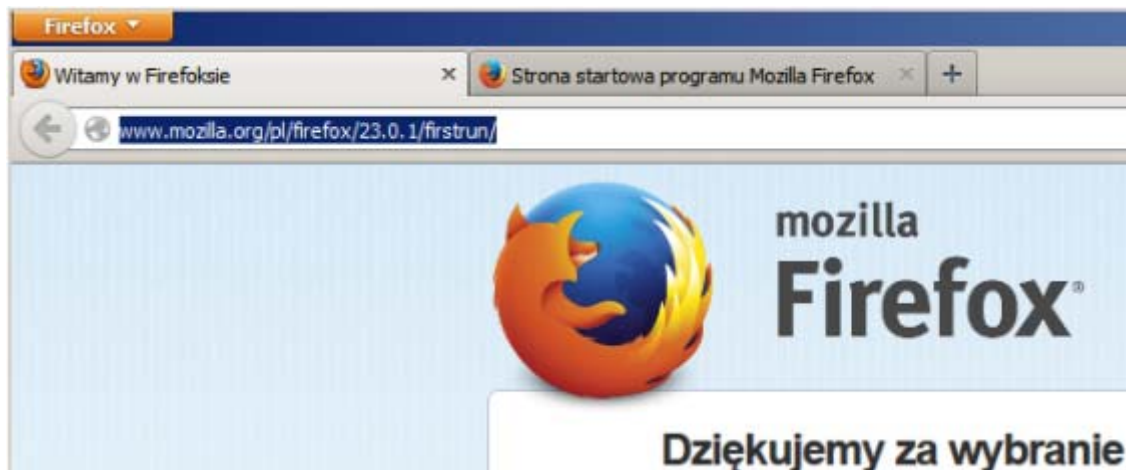 Firefox
Witamy w Firefoksie
Strona startowa programu Mozilla Firefox
www.mozilla.org/pl/firefox/23.0.1/firstrun/
mozilla
Firefox®
Dziękujemy za wybranie